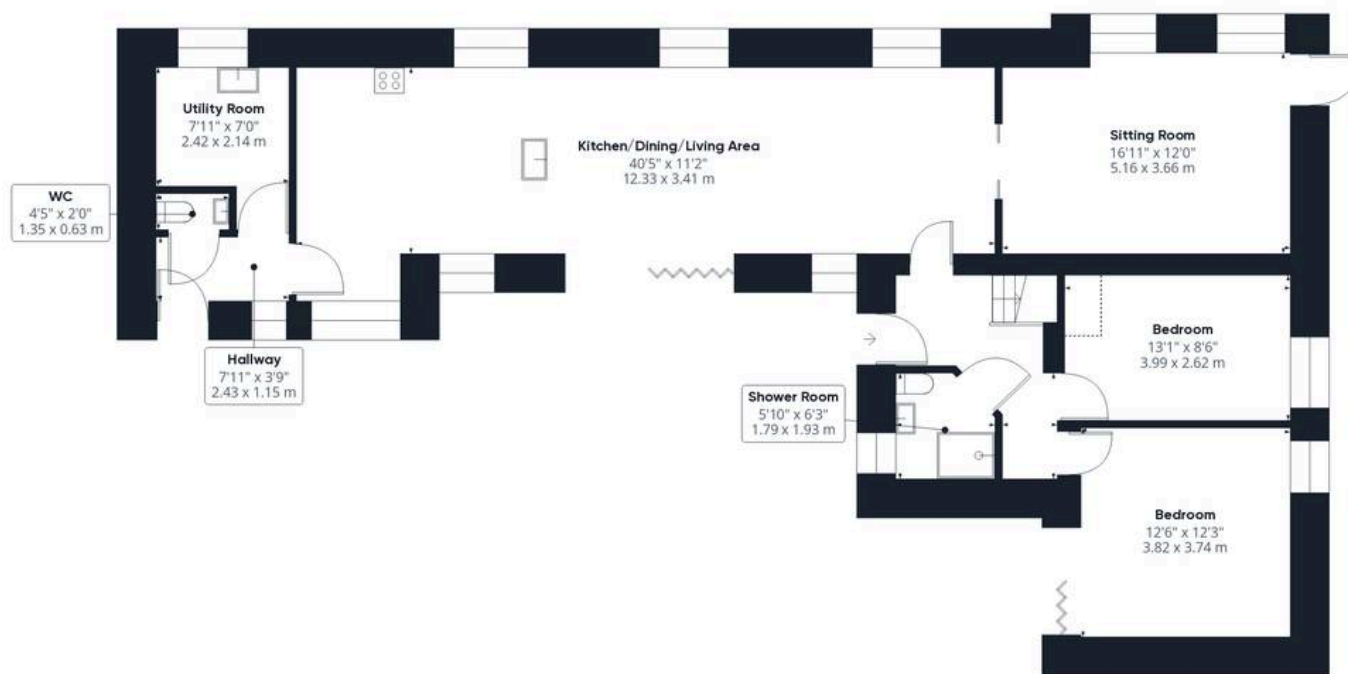 Utility Room
7'11" x 7'0"
2.42 x 2.14 m
Kitchen/Dining/Living Area
40'5" x 11'2"
12.33 x 3.41 m
Sitting Room
16'11" x 12'0"
5.16 x 3.66 m
WC
4'5" x 2'0"
1.35 x 0.63 m
Hallway
7'11" x 3'9"
2.43 x 1.15 m
Bedroom
13'1" x 8'6"
3.99 x 2.62 m
Shower Room
5'10" x 6'3"
1.79 x 1.93 m
Bedroom
12'6" x 12'3"
3.82 x 3.74 m